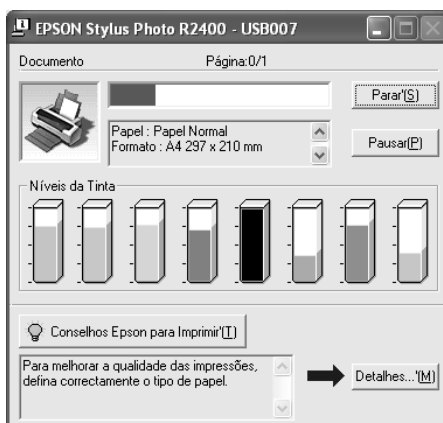 EPSON Stylus Photo R2400 - USB007
Documento Página:0/1
Parar'(S)
Papel : Papel Normal
Formato : A4 297 x 210 mm
Pausar(P)
Níveis da Tinta
Conselhos Epson para Imprimir'(T)
Para melhorar a qualidade das impressões,
defina correctamente o tipo de papel.
Detalhes...'(M)